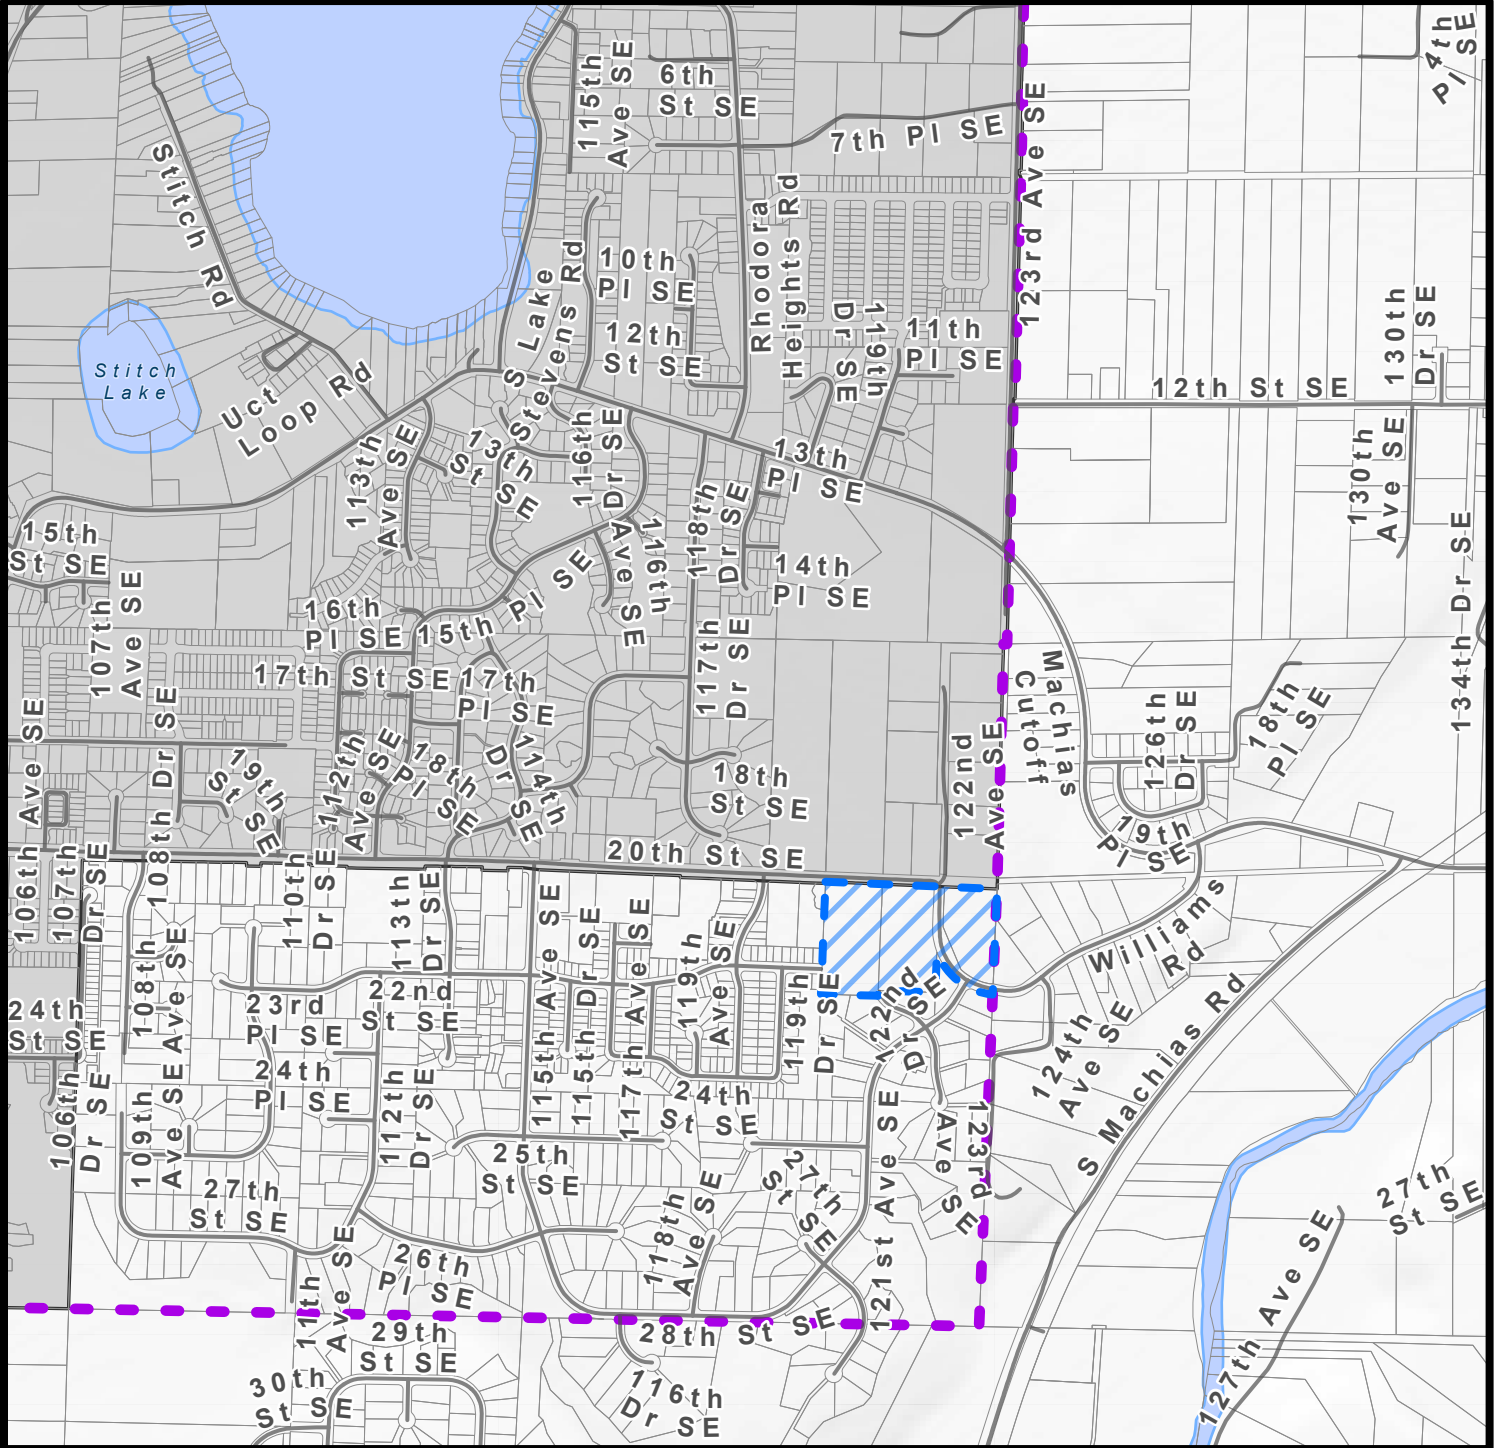 4th
Pl SE
115th
Ave SE
6th
St SE
7th Pl SE
123rd Ave SE
Stitch Rd
Rhodora
Heights Rd
10th
Pl SE
S Lake
Stevens Rd
12th
St SE
119th
Dr SE
11th
Pl SE
130th
Dr SE
Stitch
Lake
Uct
Loop Rd
12th St SE
113th
Ave SE
13th
St SE
116th
Dr SE
13th
Pl SE
130th
Ave SE
118th
Dr SE
15th
St SE
116th
Ave SE
14th
Pl SE
134th Dr SE
107th
Ave SE
16th
Pl SE
15th Pl SE
117th
Dr SE
17th St SE
17th
Pl SE
Machias
Cutoff
126th
Dr SE
18th
Pl SE
106th Ave SE
108th Dr SE
19th
St SE
112th
Ave SE
18th
Pl SE
114th
Dr SE
18th
St SE
122nd
Ave SE
19th
Pl SE
20th St SE
107th
Dr SE
110th
Dr SE
113th
Dr SE
115th Ave SE
115th Dr SE
117th Ave SE
119th
Ave SE
Williams
Rd
108th
Ave SE
24th
St SE
23rd
Pl SE
22nd
St SE
119th
Dr SE
122nd
Dr SE
124th
Ave SE
S Machias Rd
24th
Pl SE
24th
St SE
106th
Dr SE
109th
Ave SE
112th
Dr SE
25th
St SE
123rd
Ave SE
27th
St SE
27th
St SE
121st Ave SE
27th
St SE
118th
Ave SE
26th
Pl SE
127th Ave SE
111th
Ave SE
29th
St SE
28th St SE
30th
St SE
116th
Dr SE